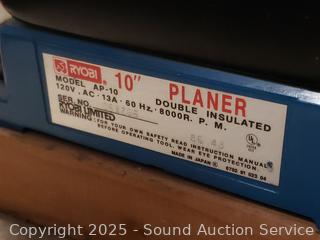 RYOBI. 10" PLANER
MODEL AP-10 DOUBLE INSULATED
120V. AC · 13A · 60 Hz. · 8000R. P. M.
SER NO.
RYOBI LIMITED
WARNING: FOR YOUR OWN SAFETY READ INSTRUCTION MANUAL
BEFORE OPERATING TOOL. WEAR EYE PROTECTION
MADE IN JAPAN
UL
Copyright 2025 - Sound Auction Service